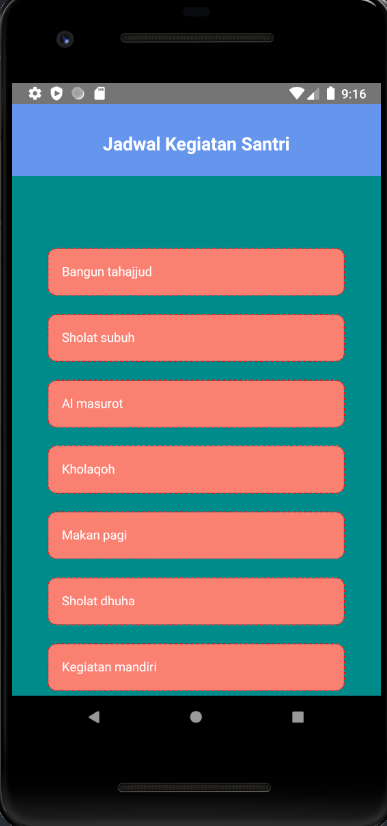 9:16
Jadwal Kegiatan Santri
Bangun tahajjud
Sholat subuh
Al masurot
Kholaqoh
Makan pagi
Sholat dhuha
Kegiatan mandiri